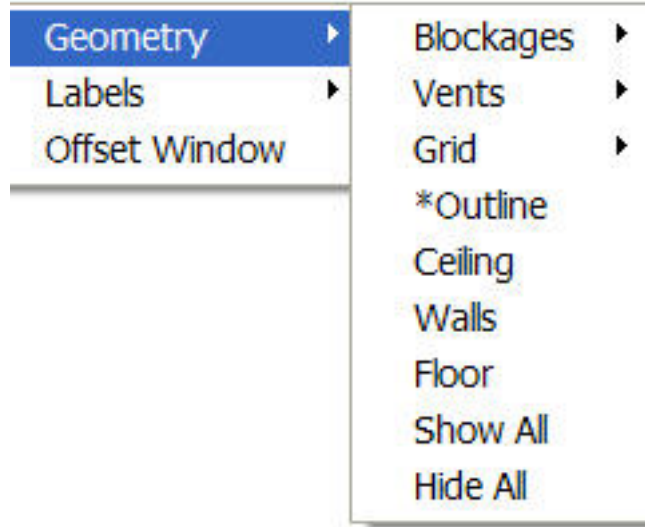 Geometry
Labels
Offset Window
Blockages
Vents
Grid
*Outline
Ceiling
Walls
Floor
Show All
Hide All